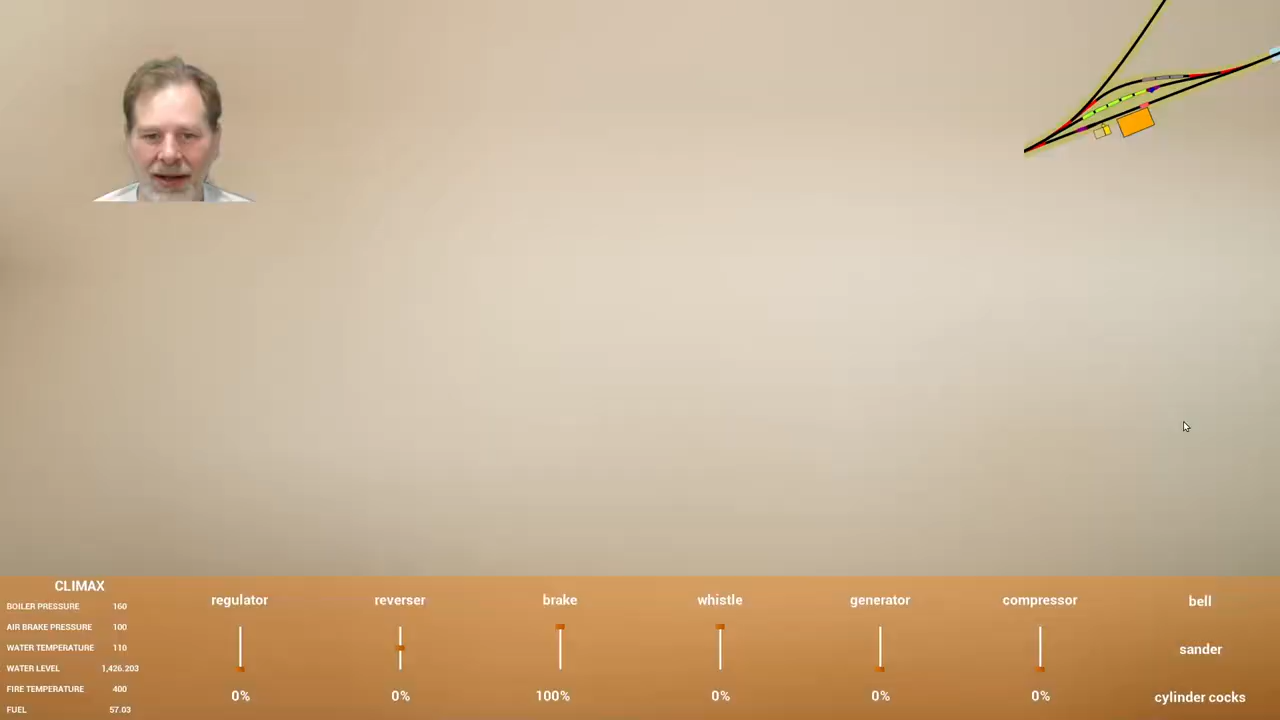 CLIMAX
BOILER PRESSURE 160
AIR BRAKE PRESSURE 100
WATER TEMPERATURE 110
WATER LEVEL 1,426.203
FIRE TEMPERATURE 400
FUEL 57.03
regulator
0%
reverser
0%
brake
100%
whistle
0%
generator
0%
compressor
0%
bell
sander
cylinder cocks